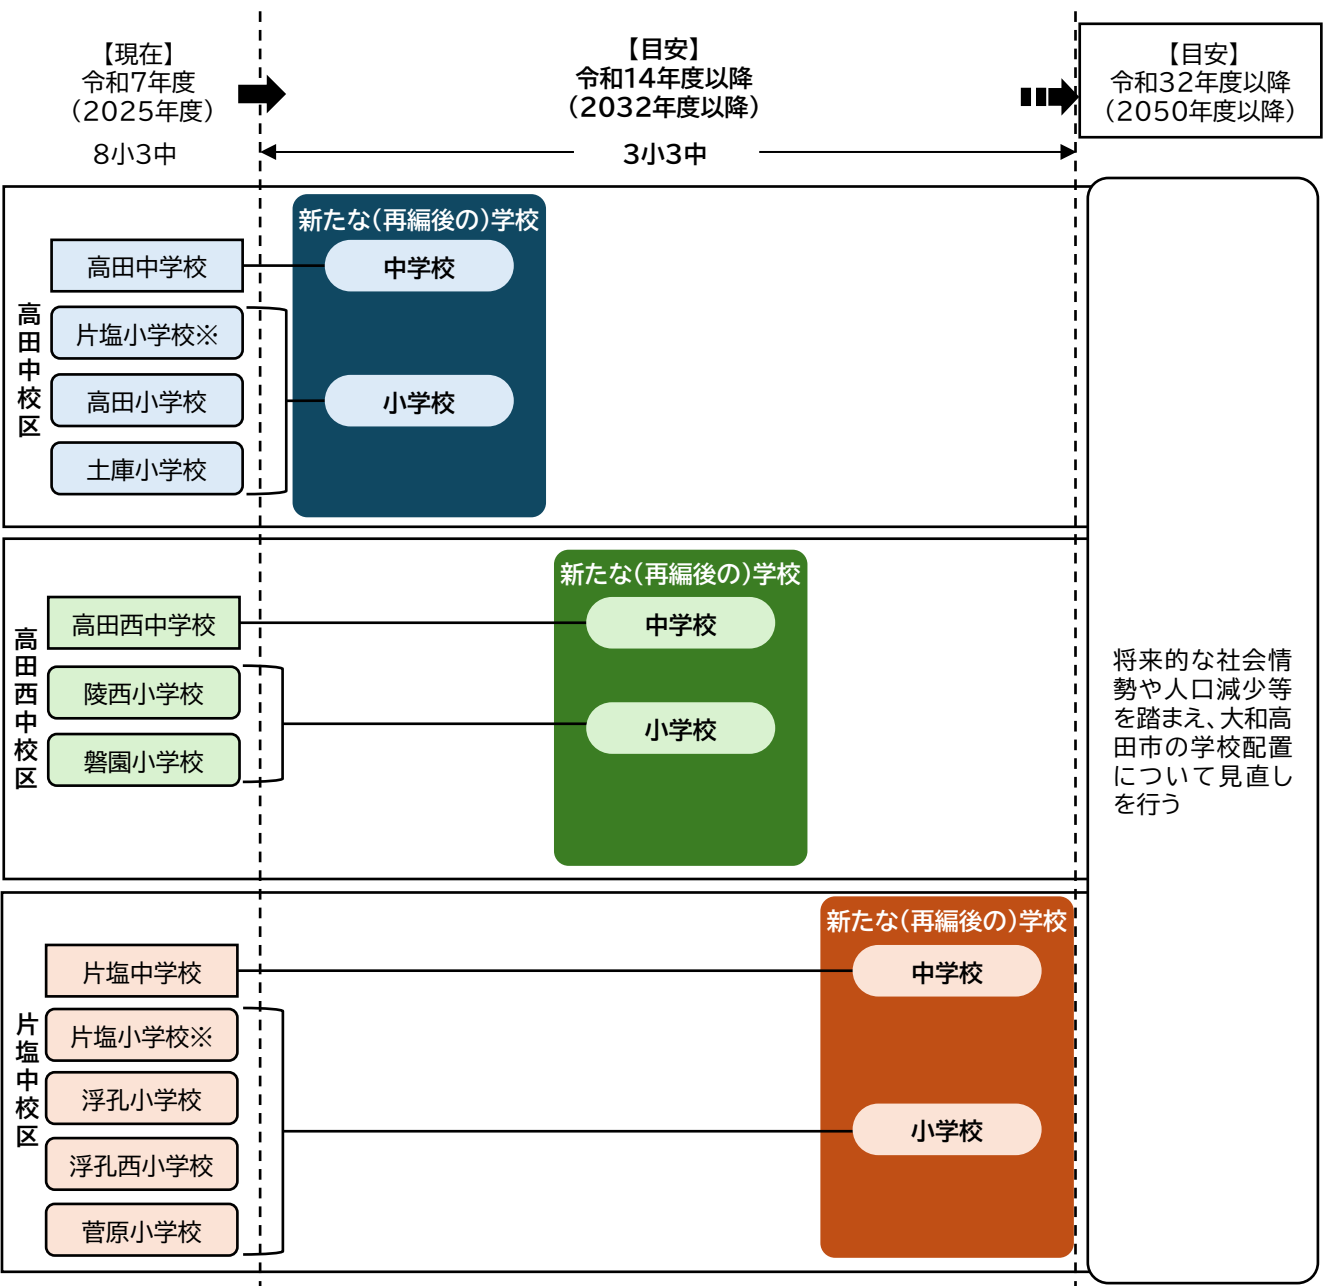 【現在】
令和7年度
（2025年度）
8小3中
【目安】
令和14年度以降
（2032年度以降）
3小3中
【目安】
令和32年度以降
（2050年度以降）
高田中校区
高田中学校
片塩小学校※
高田小学校
土庫小学校
新たな（再編後の）学校
中学校
小学校
高田西中校区
高田西中学校
陵西小学校
磐園小学校
新たな（再編後の）学校
中学校
小学校
片塩中校区
片塩中学校
片塩小学校※
浮孔小学校
浮孔西小学校
菅原小学校
新たな（再編後の）学校
中学校
小学校
将来的な社会情
勢や人口減少等
を踏まえ、大和高
田市の学校配置
について見直し
を行う